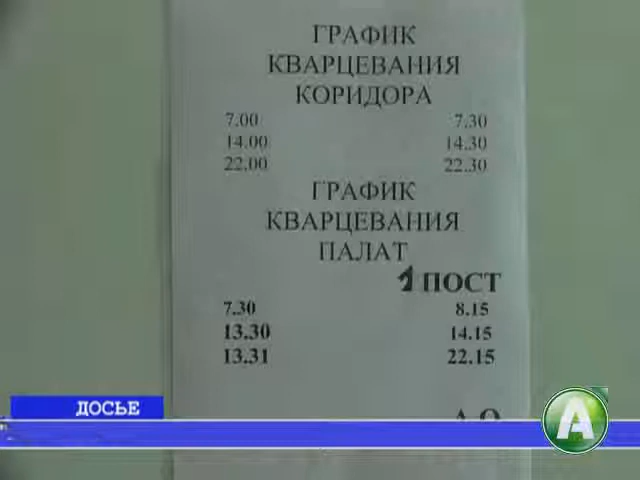 ГРАФИК
КВАРЦЕВАНИЯ
КОРИДОРА
7.00 7.30
14.00 14.30
22.00 22.30
ГРАФИК
КВАРЦЕВАНИЯ
ПАЛАТ
1 ПОСТ
7.30 8.15
13.30 14.15
13.31 22.15
ДОСЬЕ
А